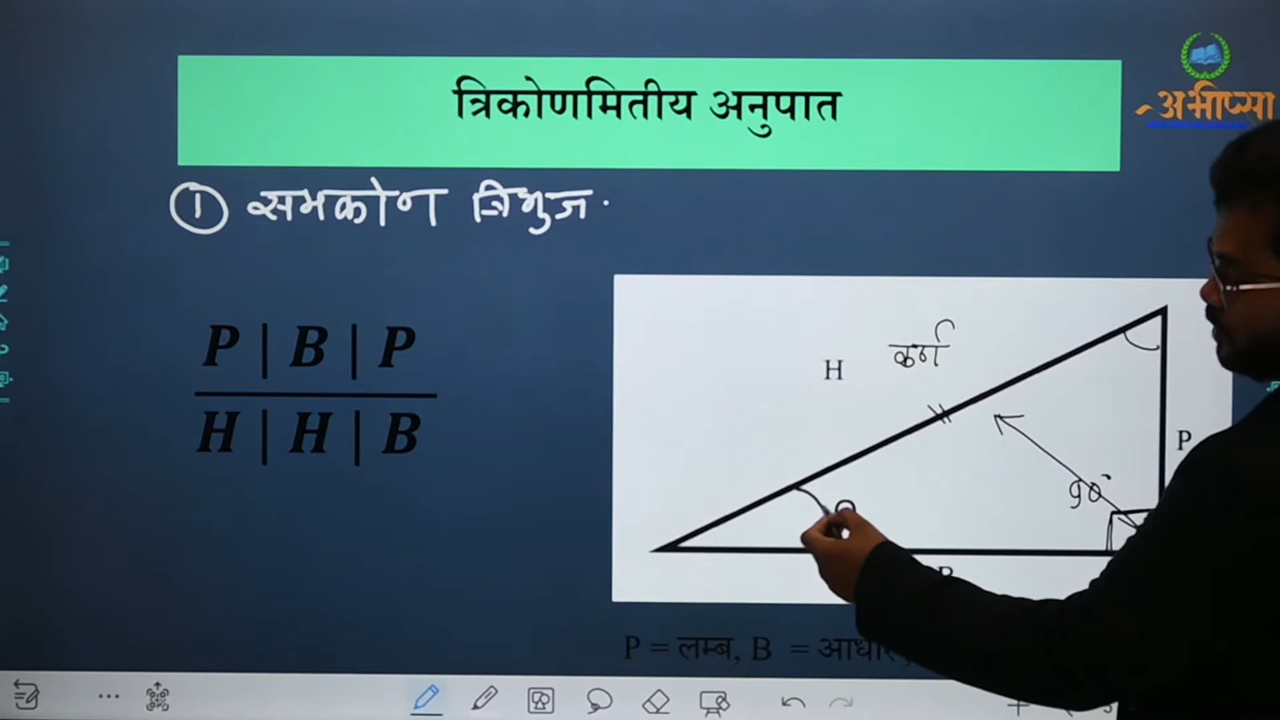 त्रिकोणमितीय अनुपात
अभीप्सा
① समकोण त्रिभुज
P | B | P
H | H | B
H कर्ण
P
90°
B
P = लम्ब, B = आधार,